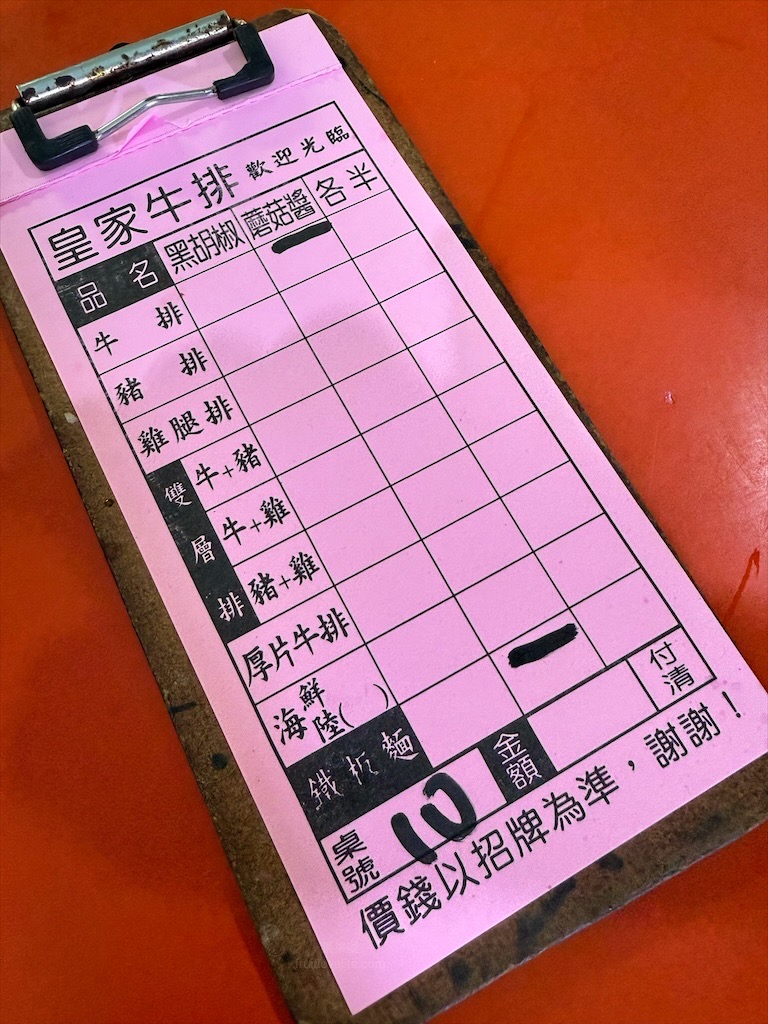 皇家牛排 歡迎光臨
品名 黑胡椒 蘑菇醬 各半
牛排
豬排
雞腿排
雙層排
牛+豬
牛+雞
豬+雞
厚片牛排
海鮮
陸( )
鐵板麵
桌號 10 金額 付清
價錢以招牌為準，謝謝！